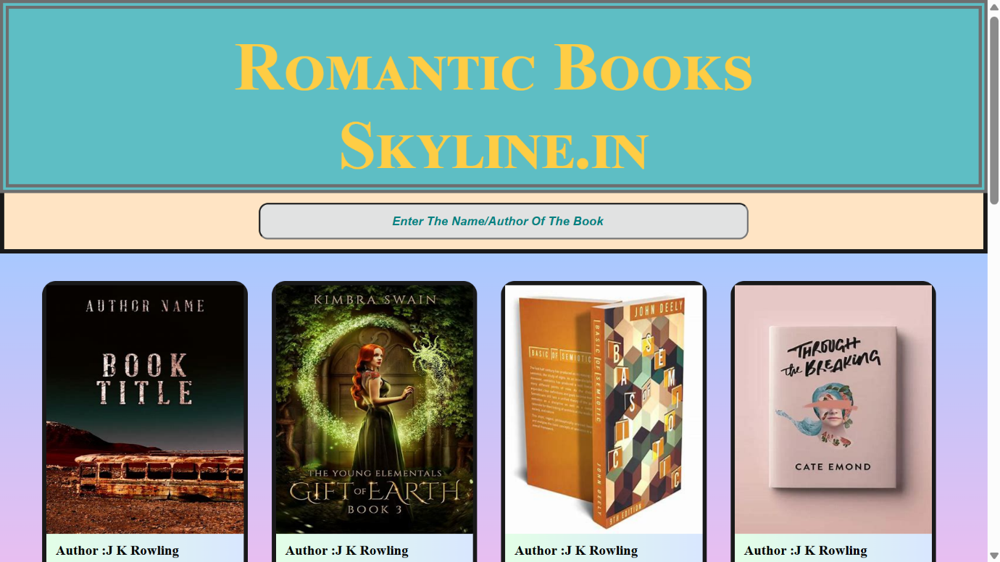 Romantic Books
Skyline.in
Enter The Name/Author Of The Book
AUTHOR NAME
BOOK
TITLE
Author :J K Rowling
KIMBRA SWAIN
THE YOUNG ELEMENTALS
GIFT OF EARTH
BOOK 3
Author :J K Rowling
BASIC OF SEMIOTIC
BASIC OF SEMIOTIC
JOHN DEELY
JOHN DEELY
BASIC
OF
SEMIOTIC
9TH EDITION
Author :J K Rowling
THROUGH
the BREAKING
CATE EMOND
Author :J K Rowling